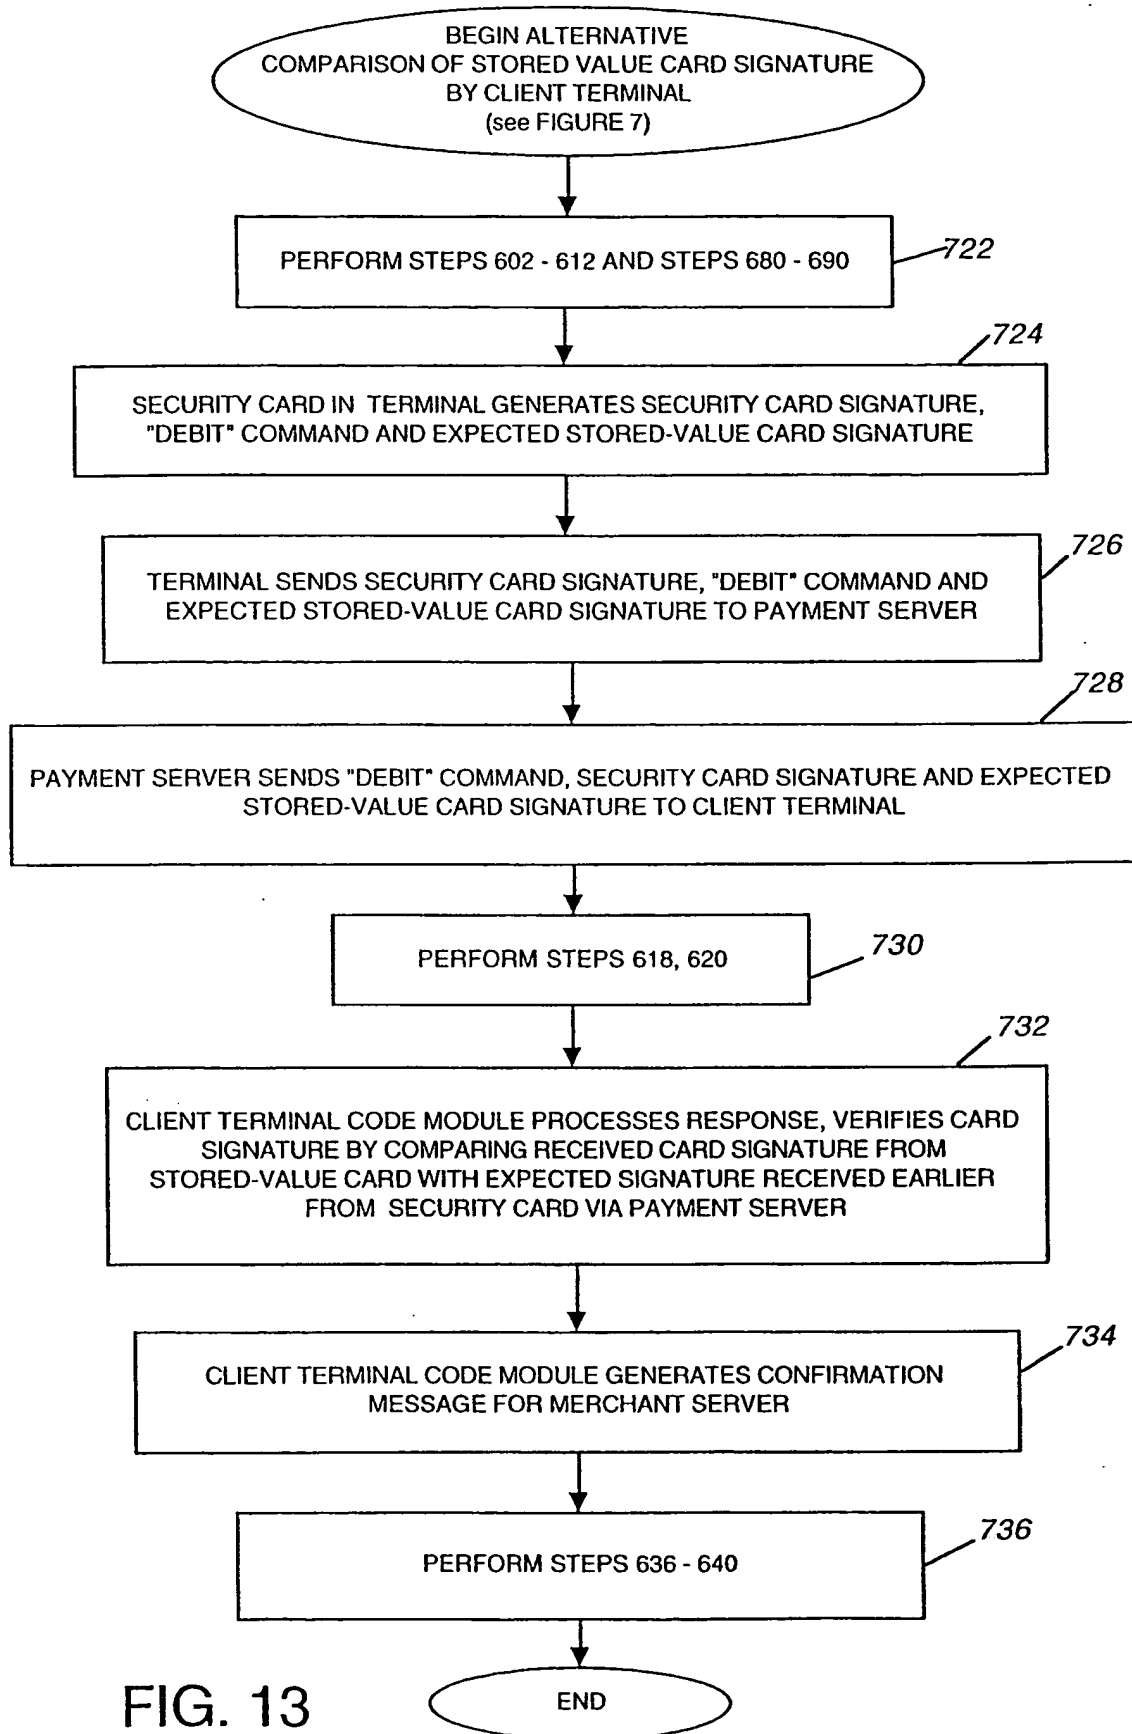 BEGIN ALTERNATIVE
COMPARISON OF STORED VALUE CARD SIGNATURE
BY CLIENT TERMINAL
(see FIGURE 7)
PERFORM STEPS 602 - 612 AND STEPS 680 - 690
722
724
SECURITY CARD IN TERMINAL GENERATES SECURITY CARD SIGNATURE,
"DEBIT" COMMAND AND EXPECTED STORED-VALUE CARD SIGNATURE
726
TERMINAL SENDS SECURITY CARD SIGNATURE, "DEBIT" COMMAND AND
EXPECTED STORED-VALUE CARD SIGNATURE TO PAYMENT SERVER
728
PAYMENT SERVER SENDS "DEBIT" COMMAND, SECURITY CARD SIGNATURE AND EXPECTED
STORED-VALUE CARD SIGNATURE TO CLIENT TERMINAL
PERFORM STEPS 618, 620
730
732
CLIENT TERMINAL CODE MODULE PROCESSES RESPONSE, VERIFIES CARD
SIGNATURE BY COMPARING RECEIVED CARD SIGNATURE FROM
STORED-VALUE CARD WITH EXPECTED SIGNATURE RECEIVED EARLIER
FROM SECURITY CARD VIA PAYMENT SERVER
734
CLIENT TERMINAL CODE MODULE GENERATES CONFIRMATION
MESSAGE FOR MERCHANT SERVER
736
PERFORM STEPS 636 - 640
END
FIG. 13